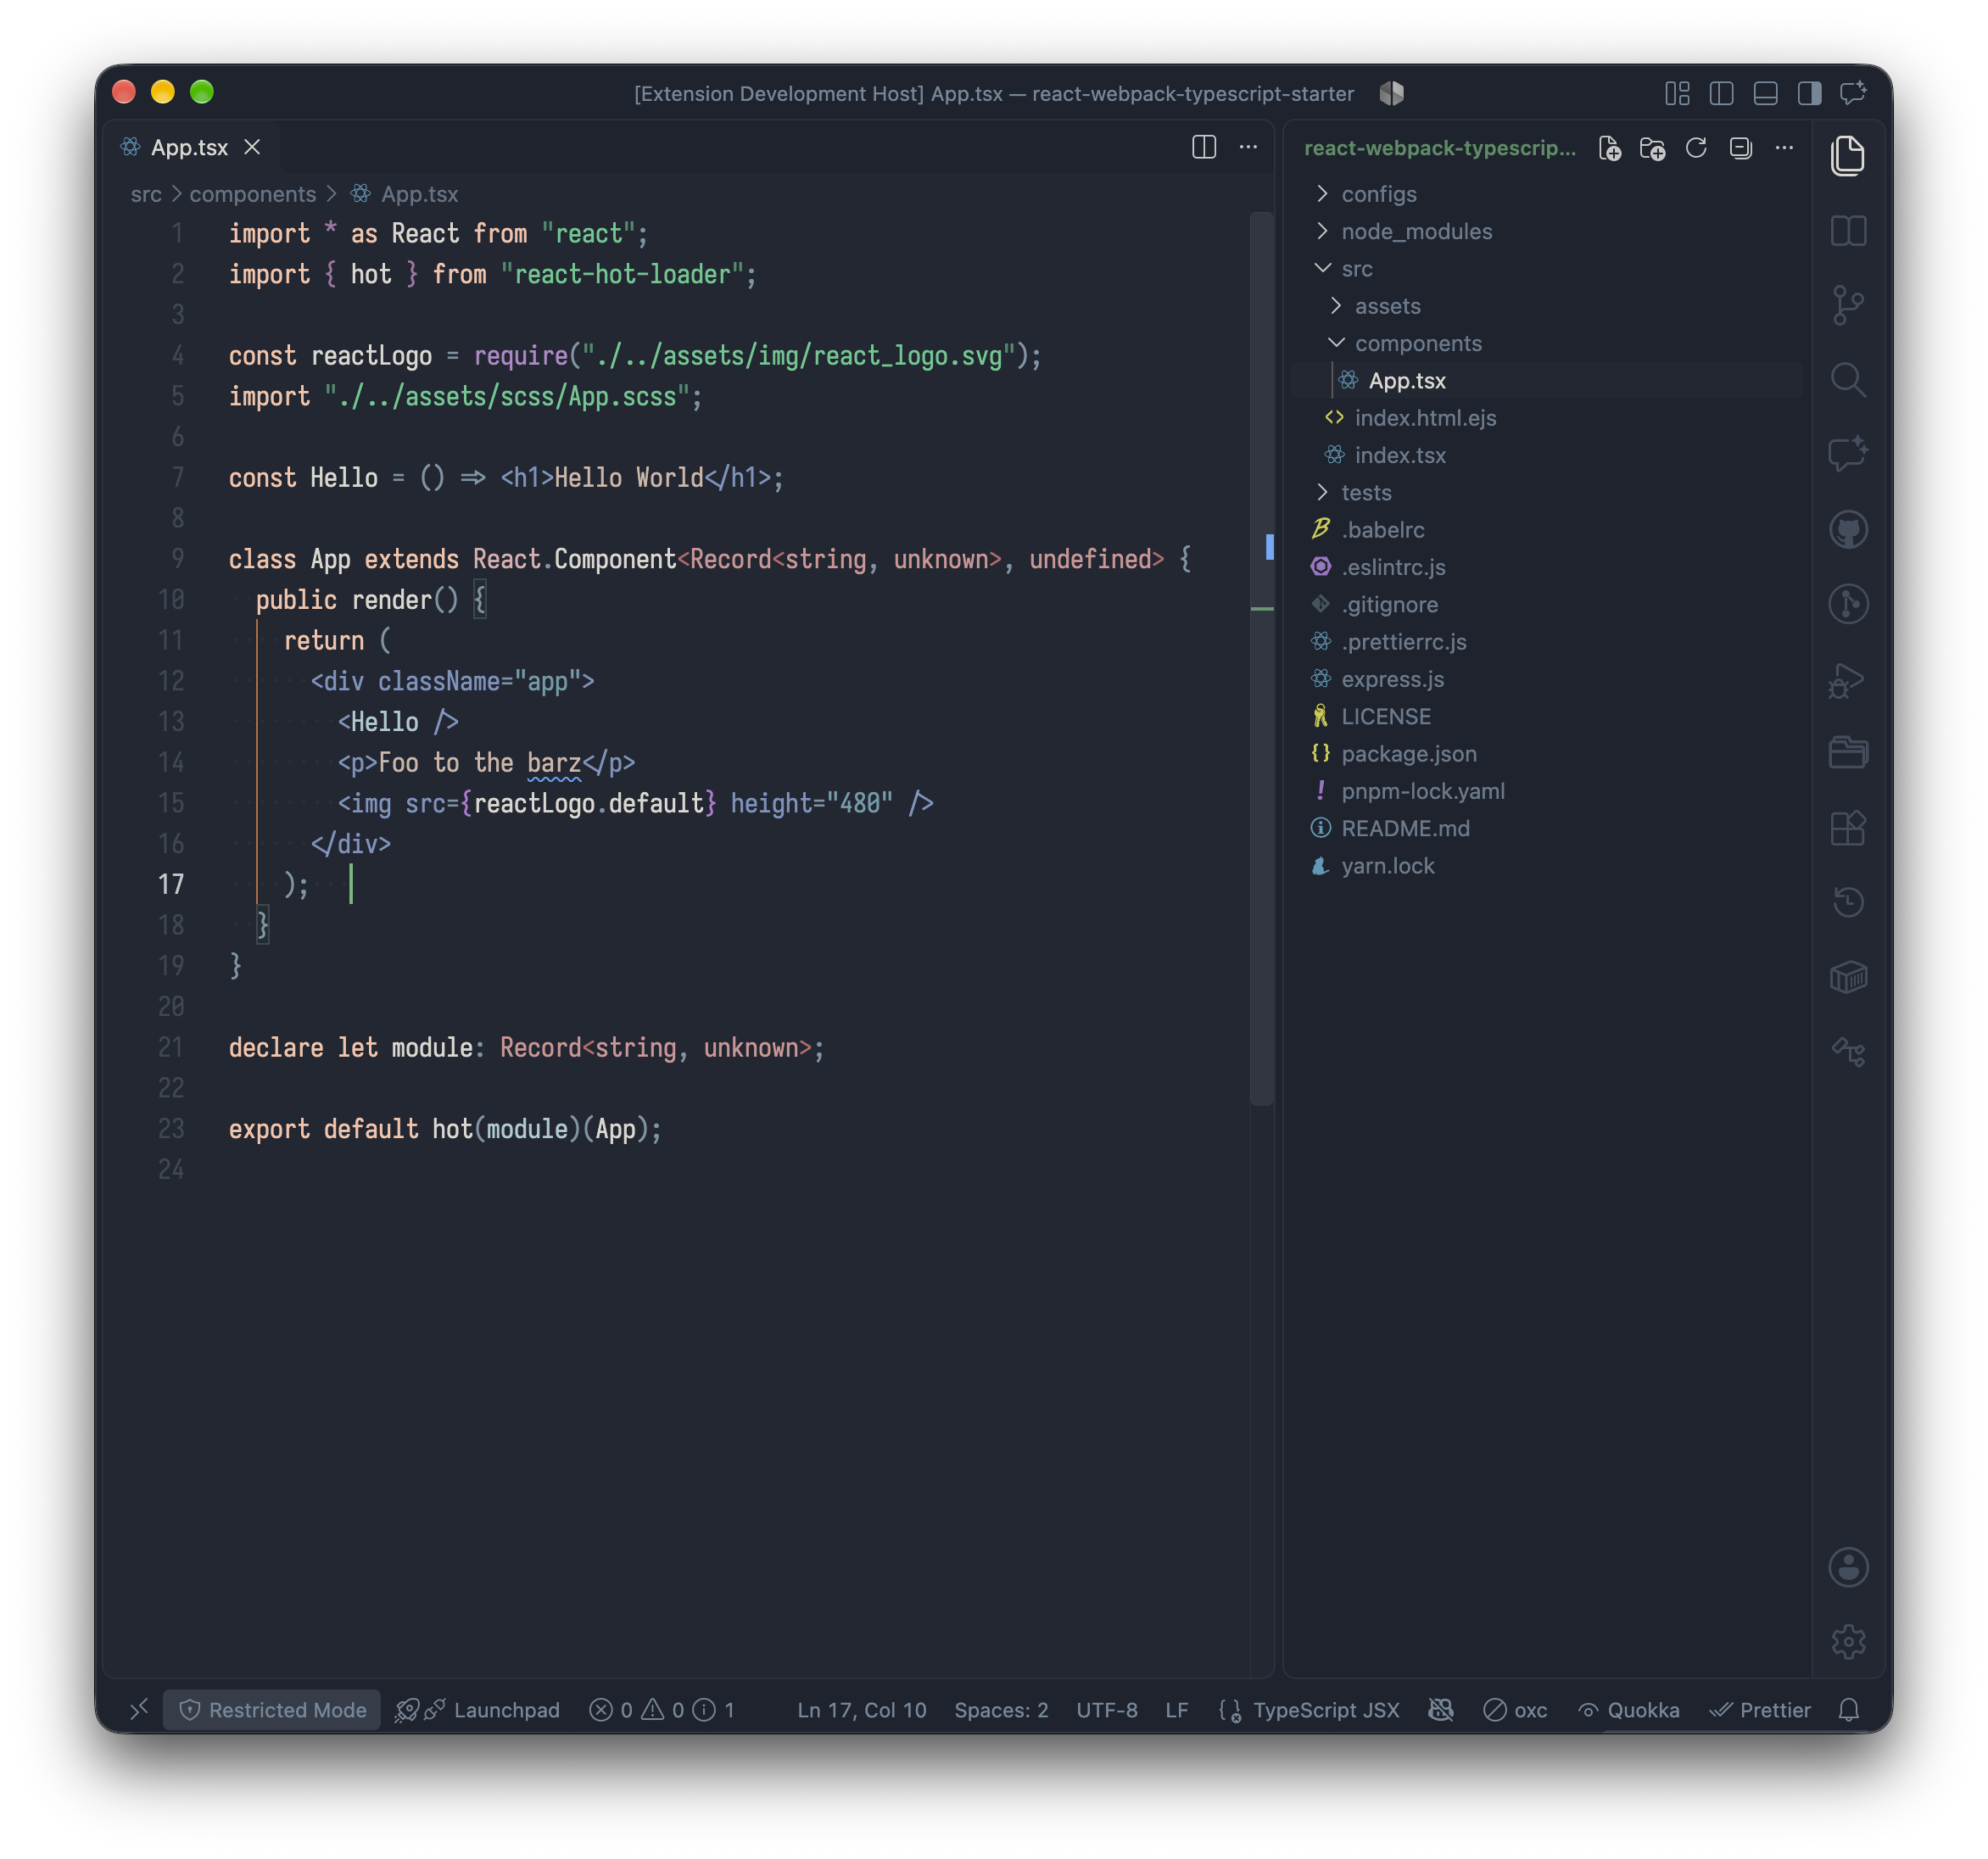 [Extension Development Host] App.tsx — react-webpack-typescript-starter
App.tsx
src > components > App.tsx
1 import * as React from "react";
2 import { hot } from "react-hot-loader";
3
4 const reactLogo = require("./../assets/img/react_logo.svg");
5 import "./../assets/scss/App.scss";
6
7 const Hello = () => <h1>Hello World</h1>;
8
9 class App extends React.Component<Record<string, unknown>, undefined> {
10 public render() {
11 return (
12 <div className="app">
13 <Hello />
14 <p>Foo to the barz</p>
15 <img src={reactLogo.default} height="480" />
16 </div>
17 );
18 }
19 }
20
21 declare let module: Record<string, unknown>;
22
23 export default hot(module)(App);
24
react-webpack-typescrip...
configs
node_modules
src
assets
components
App.tsx
index.html.ejs
index.tsx
tests
.babelrc
.eslintrc.js
.gitignore
.prettierrc.js
express.js
LICENSE
package.json
pnpm-lock.yaml
README.md
yarn.lock
Restricted Mode Launchpad 0 0 1 Ln 17, Col 10 Spaces: 2 UTF-8 LF TypeScript JSX oxc Quokka Prettier